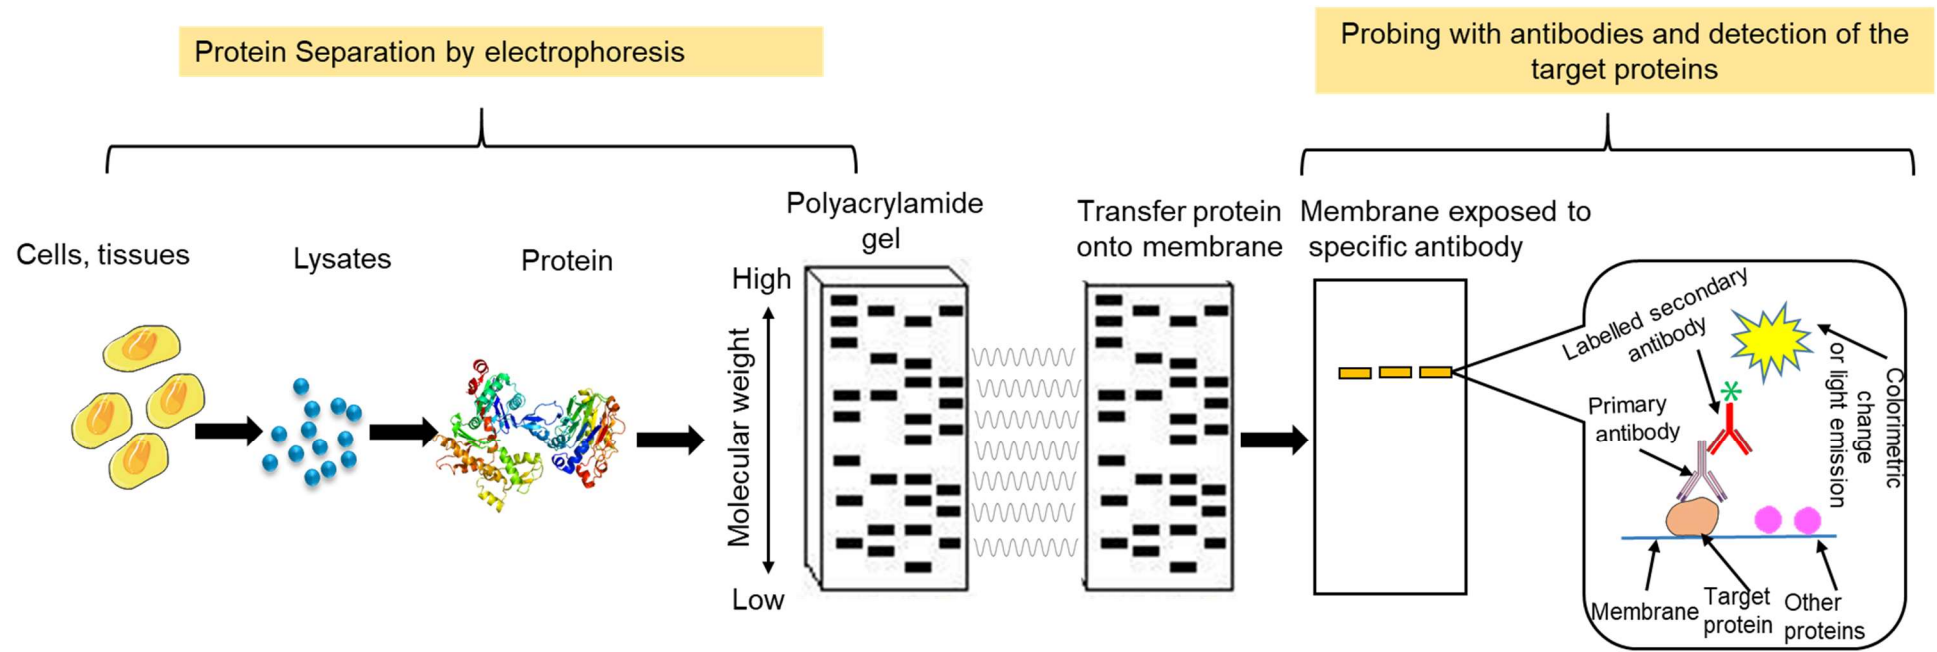 Protein Separation by electrophoresis
Probing with antibodies and detection of the
target proteins
Cells, tissues
Lysates
Protein
Polyacrylamide
gel
High
Molecular weight
Low
Transfer protein
onto membrane
Membrane exposed to
specific antibody
Labelled secondary
antibody
Primary
antibody
Colorimetric
change
or light emission
Membrane
Target
protein
Other
proteins